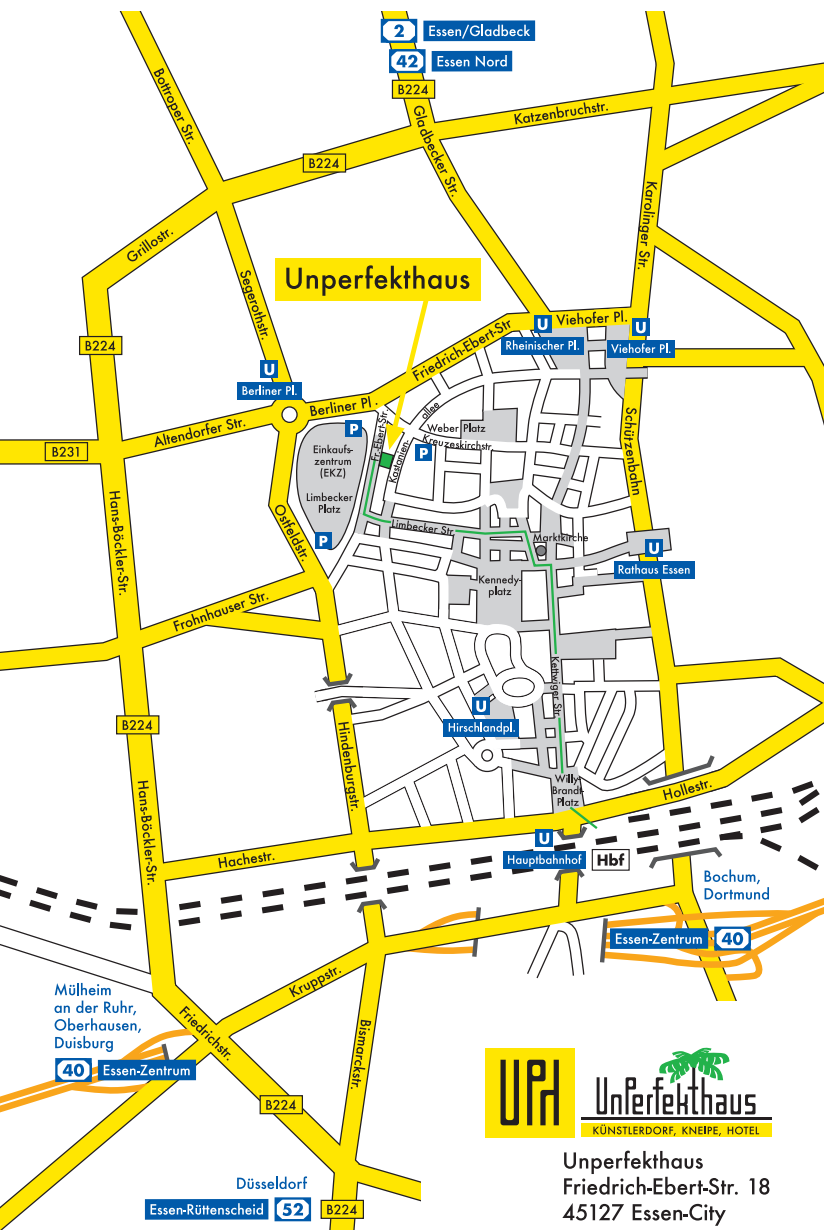 2 Essen/Gladbeck
42 Essen Nord
B224
Bottroper Str.
Gladbecker Str.
Katzenbruchstr.
B224
Karolinger Str.
Grillostr.
Segerothstr.
Unperfekthaus
B224
U
Berliner Pl.
Friedrich-Ebert-Str
U
Rheinischer Pl.
Viehofer Pl.
U
Viehofer Pl.
Berliner Pl.
Altendorfer Str.
B231
P
Fr.-Ebert-Str.
Kastanien-
allee
Weber Platz
Kreuzeskirchstr.
P
Einkaufs-
zentrum
(EKZ)
Limbecker
Platz
P
Schützenbahn
Hans-Böckler-Str.
Ostfeldstr.
Limbecker Str.
Marktkirche
U
Rathaus Essen
Kennedy-
platz
Frohnhauser Str.
Kettwiger Str.
U
Hirschlandpl.
B224
Hindenburgstr.
Willy-
Brandt-
Platz
Hollestr.
Hans-Böckler-Str.
Hachestr.
U
Hauptbahnhof
Hbf
Bochum,
Dortmund
Essen-Zentrum 40
Kruppstr.
Mülheim
an der Ruhr,
Oberhausen,
Duisburg
40 Essen-Zentrum
Friedrichstr.
Bismarckstr.
B224
Düsseldorf
Essen-Rüttenscheid 52 B224
UPH
UnPerfekthaus
KÜNSTLERDORF, KNEIPE, HOTEL
Unperfekthaus
Friedrich-Ebert-Str. 18
45127 Essen-City